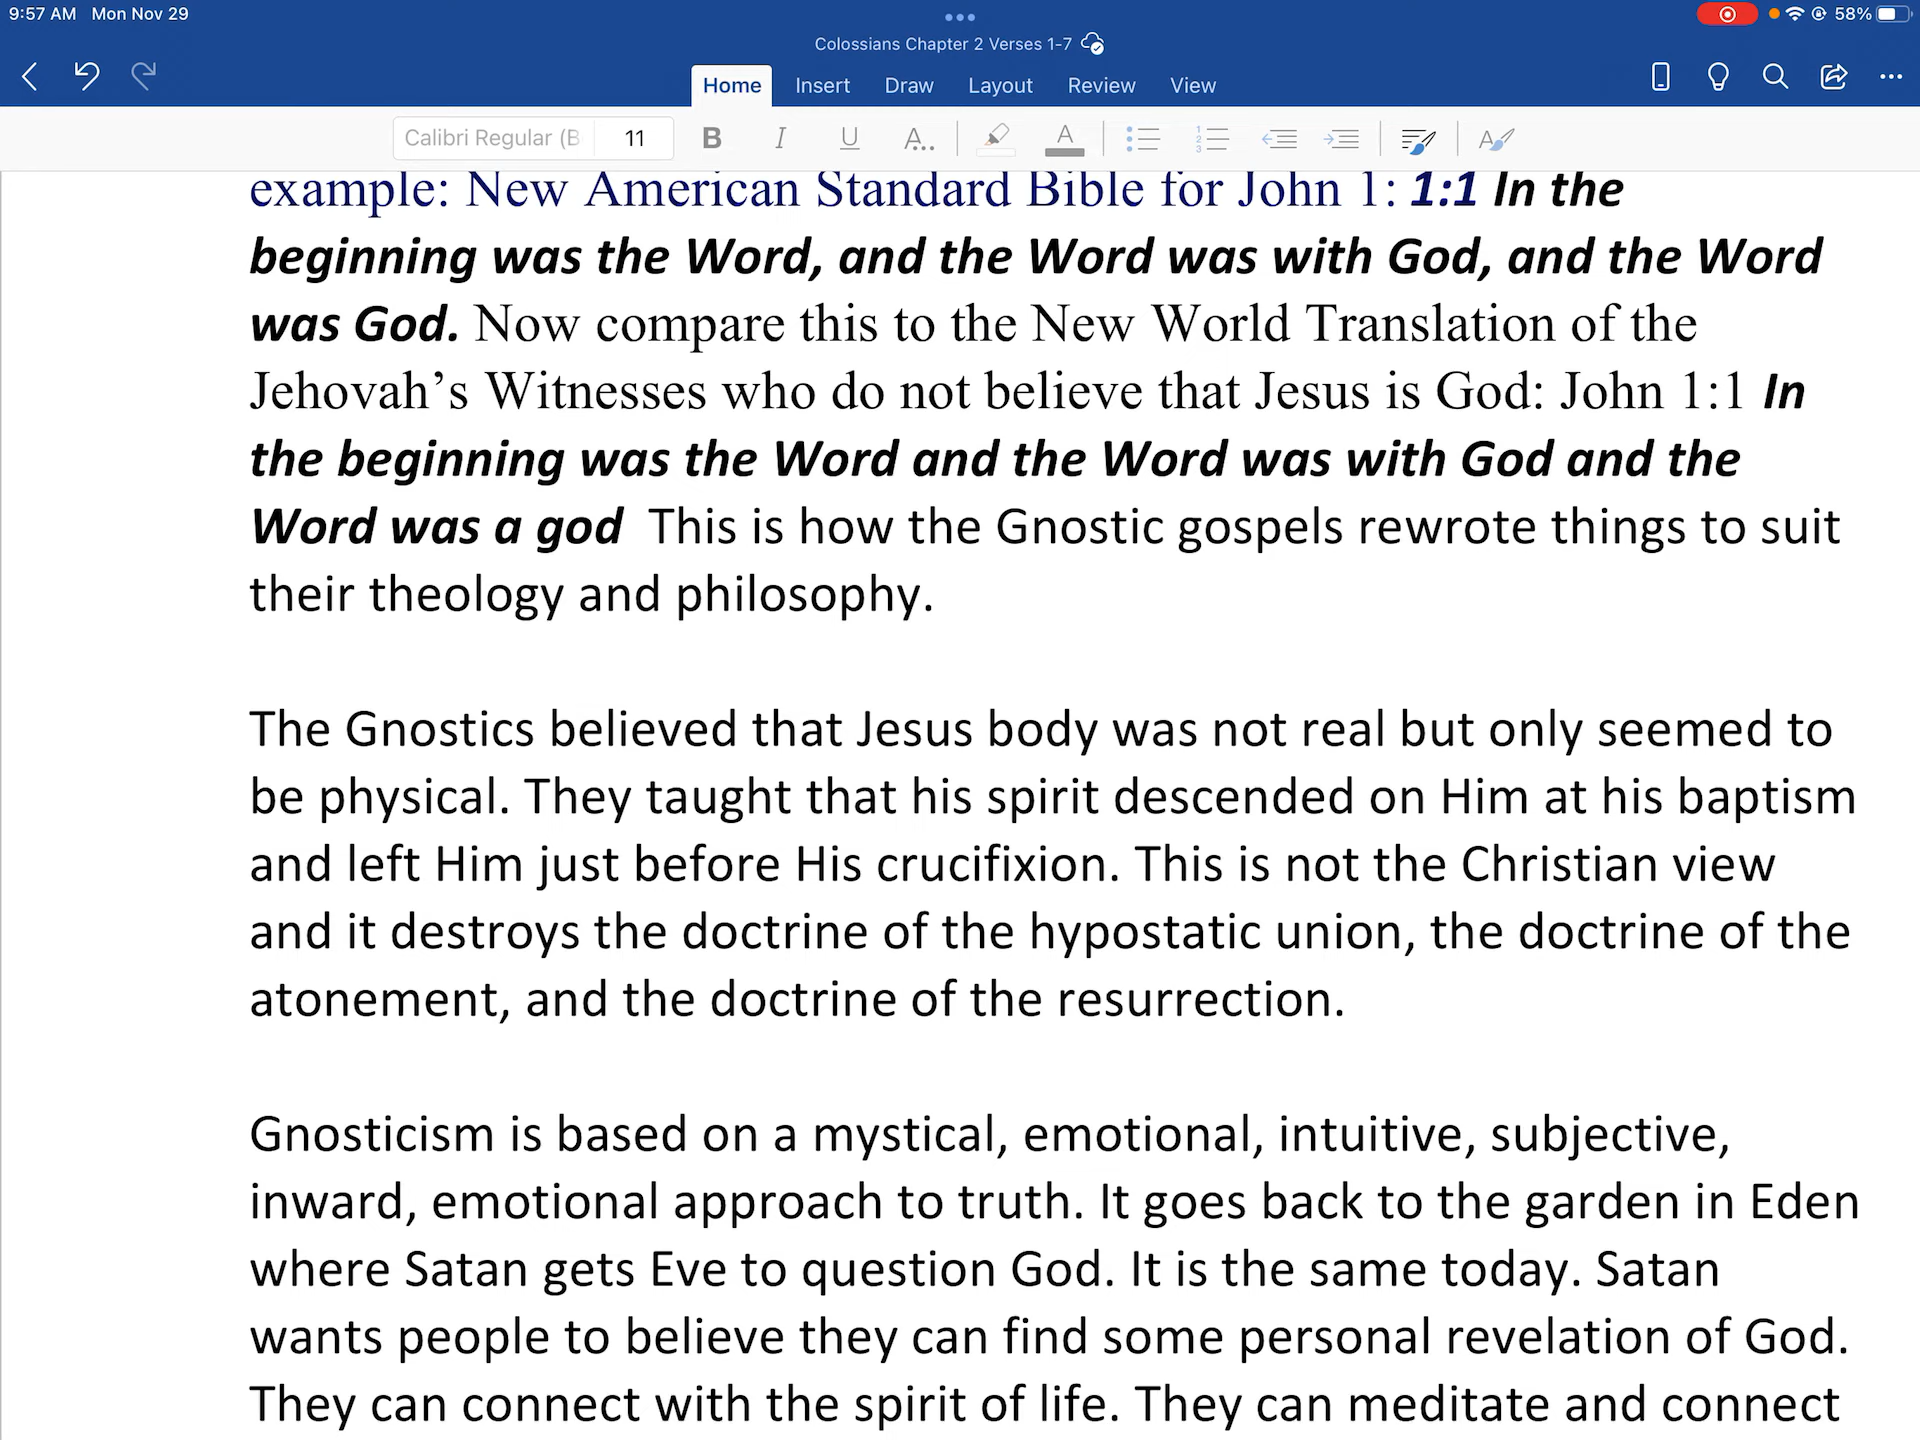 9:57 AM Mon Nov 29
58%
Colossians Chapter 2 Verses 1-7
Home Insert Draw Layout Review View
Calibri Regular (B 11 B I U A..
example: New American Standard Bible for John 1: 1:1 In the
beginning was the Word, and the Word was with God, and the Word
was God. Now compare this to the New World Translation of the
Jehovah’s Witnesses who do not believe that Jesus is God: John 1:1 In
the beginning was the Word and the Word was with God and the
Word was a god This is how the Gnostic gospels rewrote things to suit
their theology and philosophy.
The Gnostics believed that Jesus body was not real but only seemed to
be physical. They taught that his spirit descended on Him at his baptism
and left Him just before His crucifixion. This is not the Christian view
and it destroys the doctrine of the hypostatic union, the doctrine of the
atonement, and the doctrine of the resurrection.
Gnosticism is based on a mystical, emotional, intuitive, subjective,
inward, emotional approach to truth. It goes back to the garden in Eden
where Satan gets Eve to question God. It is the same today. Satan
wants people to believe they can find some personal revelation of God.
They can connect with the spirit of life. They can meditate and connect